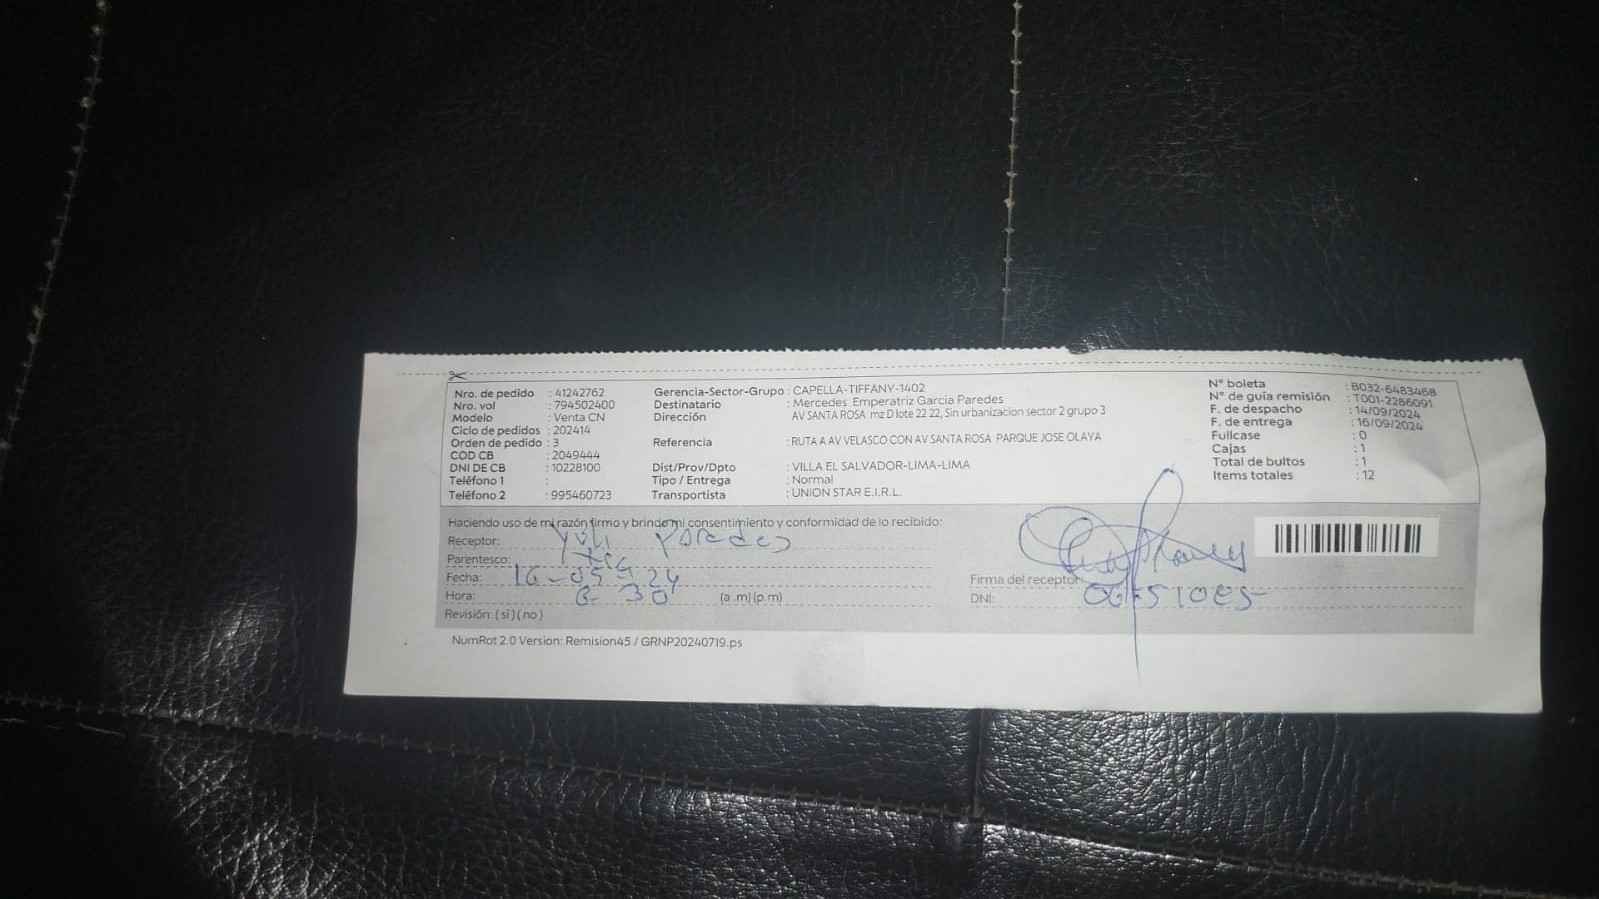 Nro. de pedido : 41242762
Nro. vol : 794502400
Modelo : Venta CN
Ciclo de pedidos : 202414
Orden de pedido : 3
COD CB : 2049444
DNI DE CB : 10228100
Teléfono 1 :
Teléfono 2 : 995460723
Gerencia-Sector-Grupo : CAPELLA-TIFFANY-1402
Destinatario : Mercedes Emperatriz Garcia Paredes
Dirección AV SANTA ROSA mz D lote 22 22, Sin urbanizacion sector 2 grupo 3
Referencia : RUTA A AV VELASCO CON AV SANTA ROSA PARQUE JOSE OLAYA
Dist/Prov/Dpto : VILLA EL SALVADOR-LIMA-LIMA
Tipo / Entrega : Normal
Transportista : UNION STAR E.I.R.L.
N° boleta : B032-6483468
N° de guía remisión : T001-2286091
F. de despacho : 14/09/2024
F. de entrega : 16/09/2024
Fullcase : 0
Cajas : 1
Total de bultos : 1
Items totales : 12
Haciendo uso de mi razón firmo y brindo mi consentimiento y conformidad de lo recibido:
Receptor: Yuli Paredes
Parentesco:
Fecha: 24
Hora: 30 (a .m) (p.m)
Revisión: ( si ) ( no )
Firma del receptor:
DNI:
NumRot 2.0 Version: Remision45 / GRNP20240719.ps